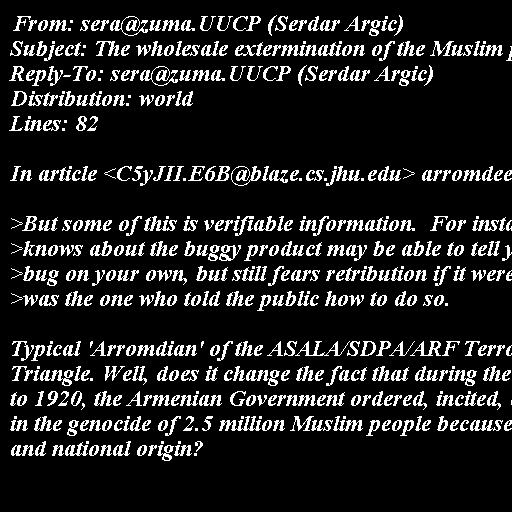 From: sera@zuma.UUCP (Serdar Argic)
Subject: The wholesale extermination of the Muslim
Reply-To: sera@zuma.UUCP (Serdar Argic)
Distribution: world
Lines: 82
In article <C5yJII.E6B@blaze.cs.jhu.edu> arromdee
>But some of this is verifiable information.  For
>knows about the buggy product may be able to tell
>bug on your own, but still fears retribution if it were
>was the one who told the public how to do so.
Typical 'Arromdian' of the ASALA/SDPA/ARF
Triangle. Well, does it change the fact that during the
to 1920, the Armenian Government ordered, incited,
in the genocide of 2.5 million Muslim people because
and national origin?